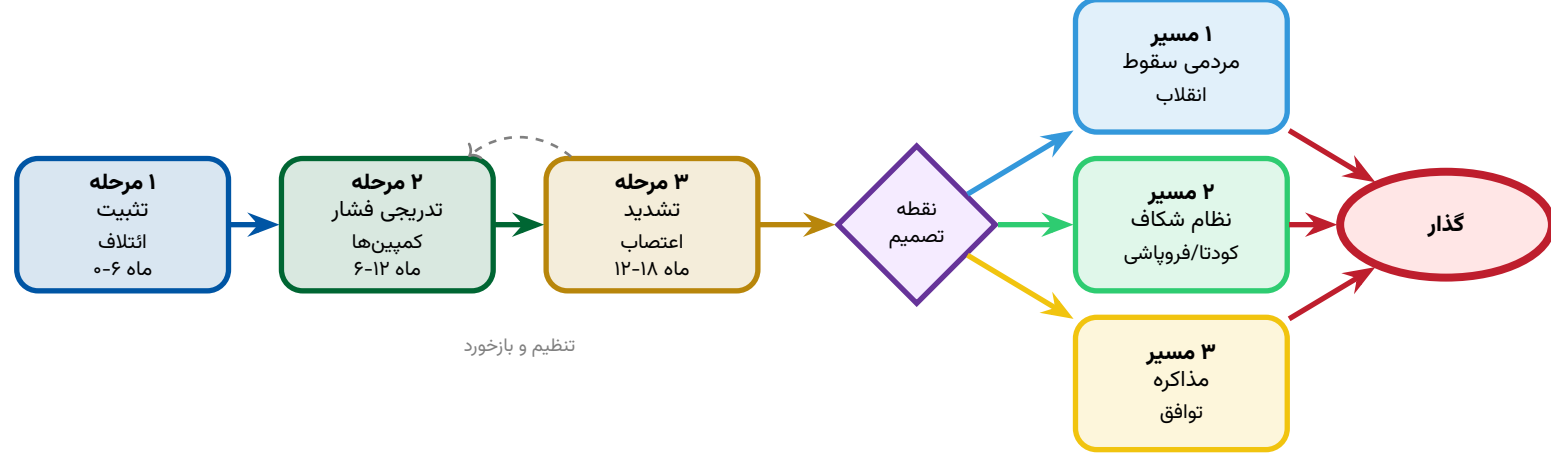 ۱ مرحله
تثبیت
ائتلاف
ماه ۰-۶
۲ مرحله
تدریجی فشار
کمپین‌ها
ماه ۶-۱۲
۳ مرحله
تشدید
اعتصاب
ماه ۱۲-۱۸
تنظیم و بازخورد
نقطه
تصمیم
۱ مسیر
مردمی سقوط
انقلاب
۲ مسیر
نظام شکاف
کودتا/فروپاشی
۳ مسیر
مذاکره
توافق
گذار